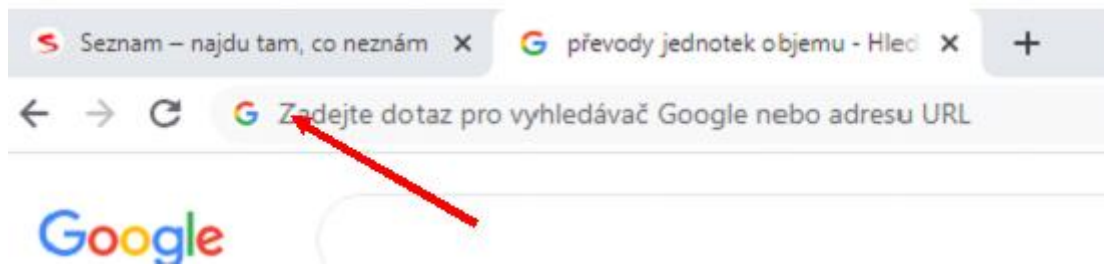 Seznam – najdu tam, co neznám
převody jednotek objemu - Hled
Zadejte dotaz pro vyhledávač Google nebo adresu URL
Google